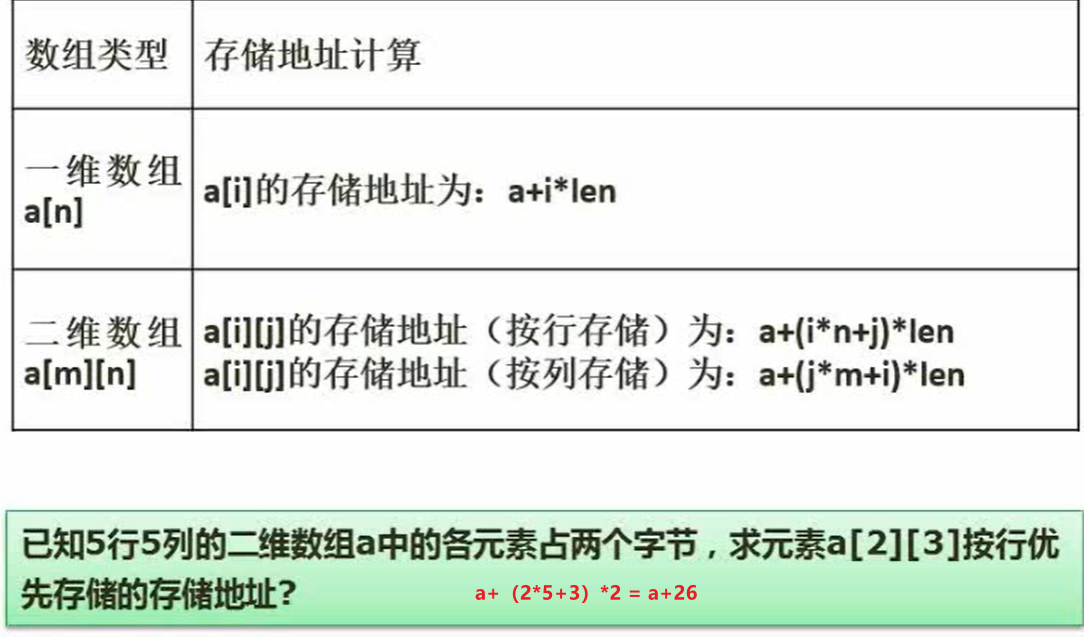 数组类型
存储地址计算
一维数组
a[n]
a[i]的存储地址为：a+i*len
二维数组
a[m][n]
a[i][j]的存储地址（按行存储）为：a+(i*n+j)*len
a[i][j]的存储地址（按列存储）为：a+(j*m+i)*len
已知5行5列的二维数组a中的各元素占两个字节，求元素a[2][3]按行优
先存储的存储地址?
a+（2*5+3）*2 = a+26